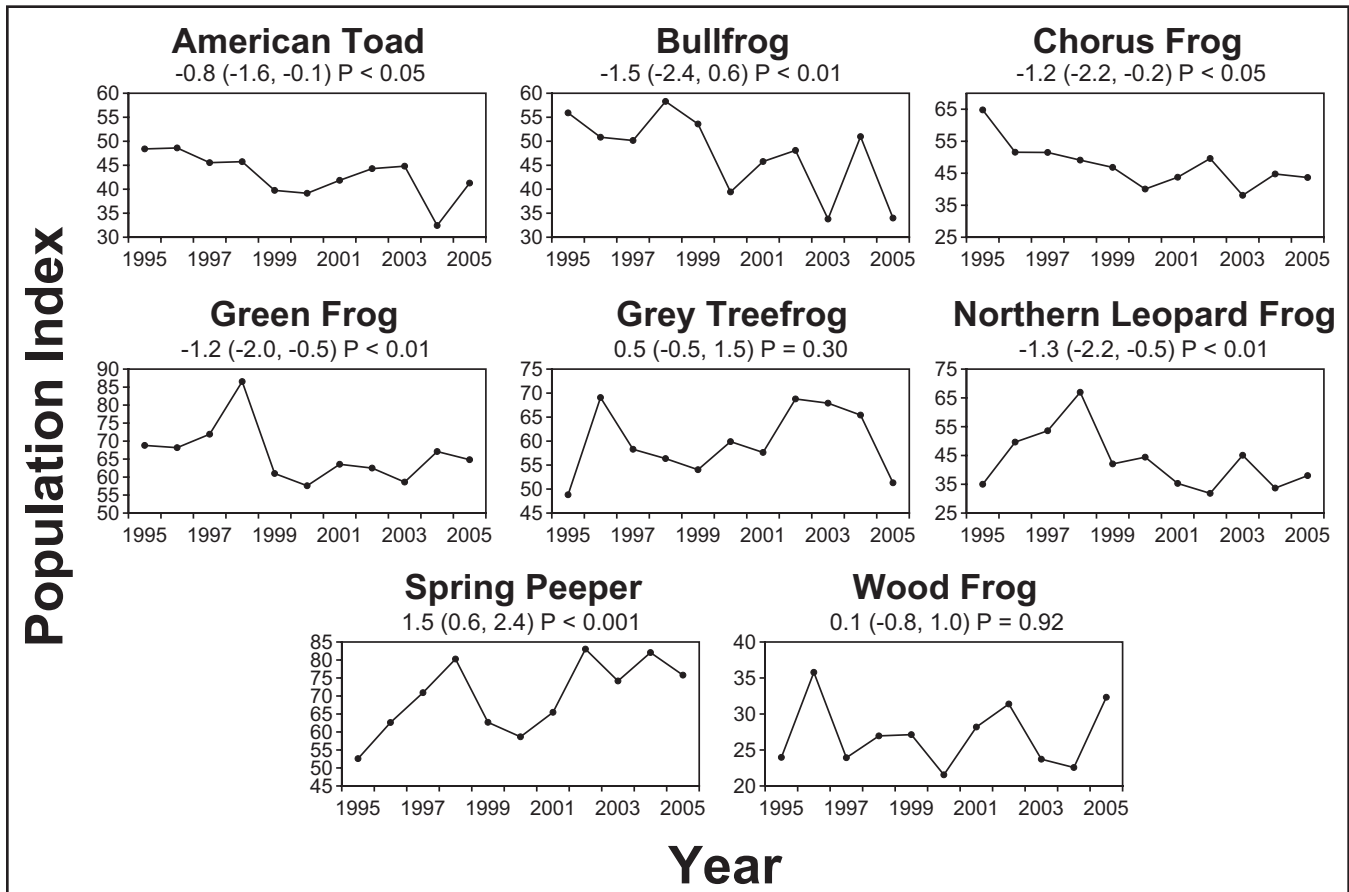 American Toad
-0.8 (-1.6, -0.1) P < 0.05
60
55
50
45
40
35
30
1995 1997 1999 2001 2003 2005
Bullfrog
-1.5 (-2.4, 0.6) P < 0.01
60
55
50
45
40
35
30
1995 1997 1999 2001 2003 2005
Chorus Frog
-1.2 (-2.2, -0.2) P < 0.05
65
55
45
35
25
1995 1997 1999 2001 2003 2005
Population Index
Green Frog
-1.2 (-2.0, -0.5) P < 0.01
90
85
80
75
70
65
60
55
50
1995 1997 1999 2001 2003 2005
Grey Treefrog
0.5 (-0.5, 1.5) P = 0.30
75
70
65
60
55
50
45
1995 1997 1999 2001 2003 2005
Northern Leopard Frog
-1.3 (-2.2, -0.5) P < 0.01
75
65
55
45
35
25
1995 1997 1999 2001 2003 2005
Spring Peeper
1.5 (0.6, 2.4) P < 0.001
85
80
75
70
65
60
55
50
45
1995 1997 1999 2001 2003 2005
Wood Frog
0.1 (-0.8, 1.0) P = 0.92
40
35
30
25
20
1995 1997 1999 2001 2003 2005
Year